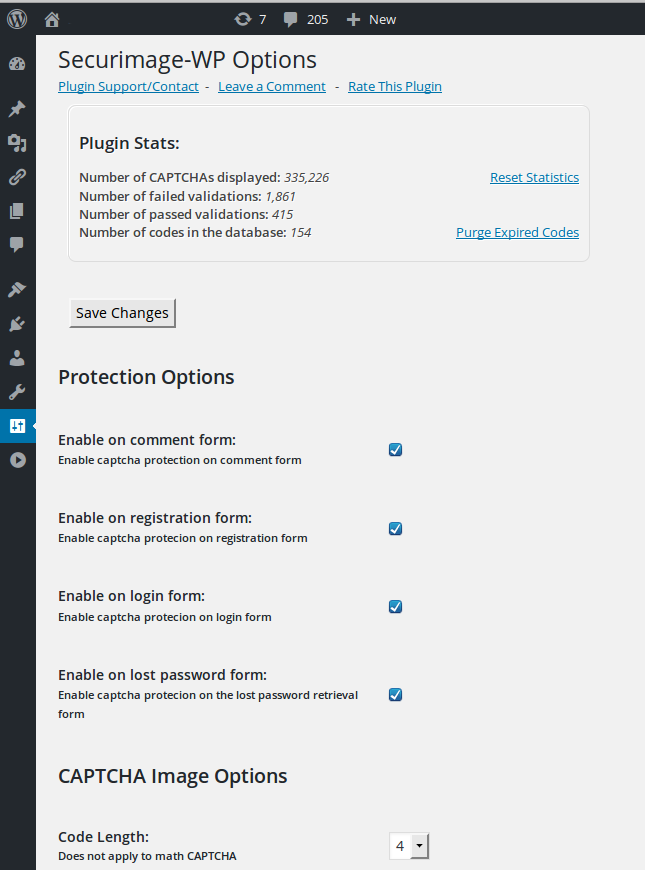 7 205 New
Securimage-WP Options
Plugin Support/Contact - Leave a Comment - Rate This Plugin
Plugin Stats:
Number of CAPTCHAs displayed: 335,226 Reset Statistics
Number of failed validations: 1,861
Number of passed validations: 415
Number of codes in the database: 154 Purge Expired Codes
Save Changes
Protection Options
Enable on comment form:
Enable captcha protection on comment form
Enable on registration form:
Enable captcha protecion on registration form
Enable on login form:
Enable captcha protecion on login form
Enable on lost password form:
Enable captcha protecion on the lost password retrieval
form
CAPTCHA Image Options
Code Length:
4
Does not apply to math CAPTCHA